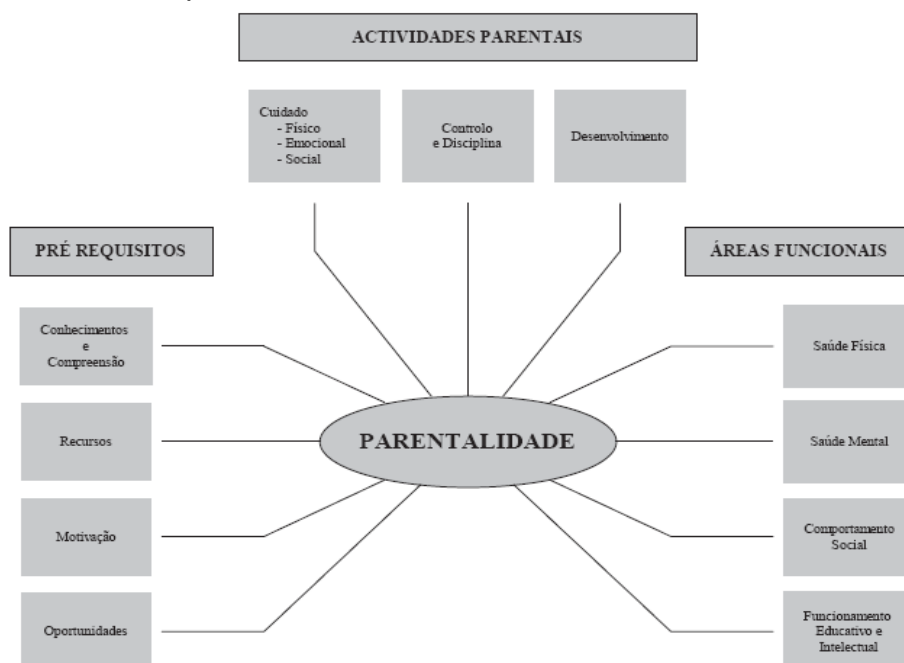 ACTIVIDADES PARENTAIS
Cuidado
- Físico
- Emocional
- Social
Controlo
e Disciplina
Desenvolvimento
PRÉ REQUISITOS
Conhecimentos
e
Compreensão
Recursos
Motivação
Oportunidades
PARENTALIDADE
ÁREAS FUNCIONAIS
Saúde Física
Saúde Mental
Comportamento
Social
Funcionamento
Educativo e
Intelectual